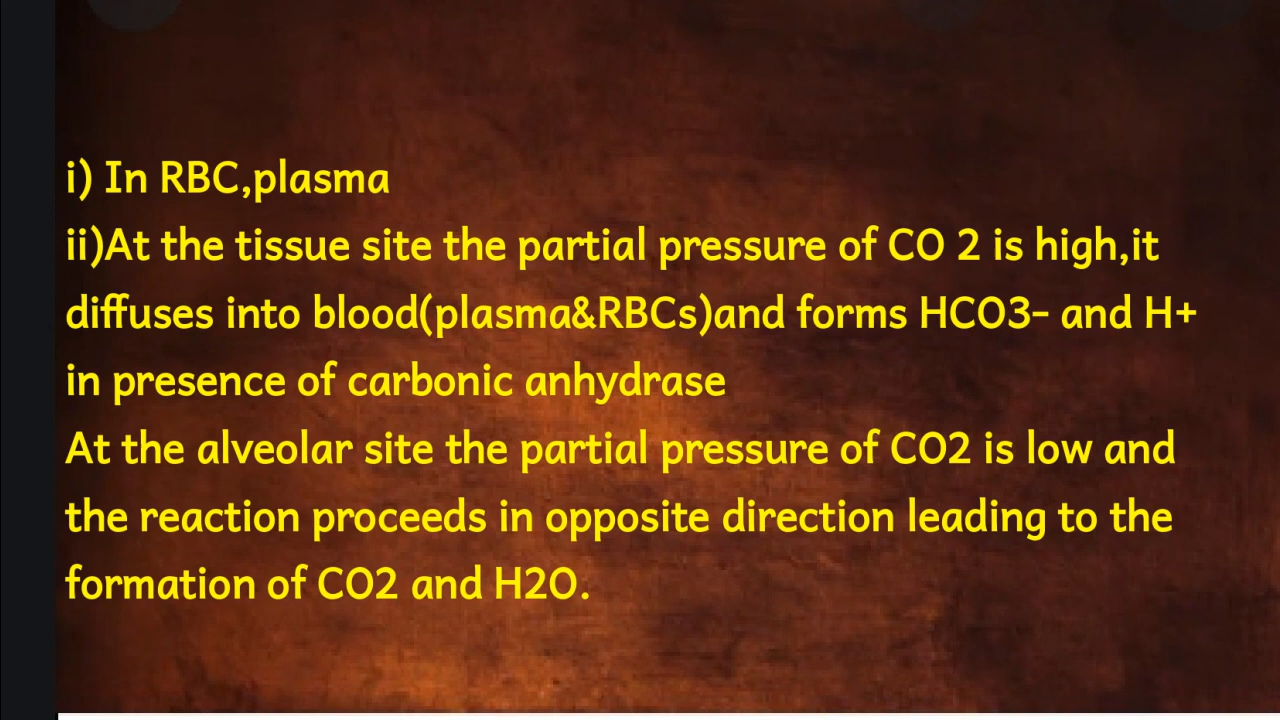 i) In RBC,plasma
ii)At the tissue site the partial pressure of CO 2 is high,it
diffuses into blood(plasma&RBCs)and forms HCO3- and H+
in presence of carbonic anhydrase
At the alveolar site the partial pressure of CO2 is low and
the reaction proceeds in opposite direction leading to the
formation of CO2 and H2O.